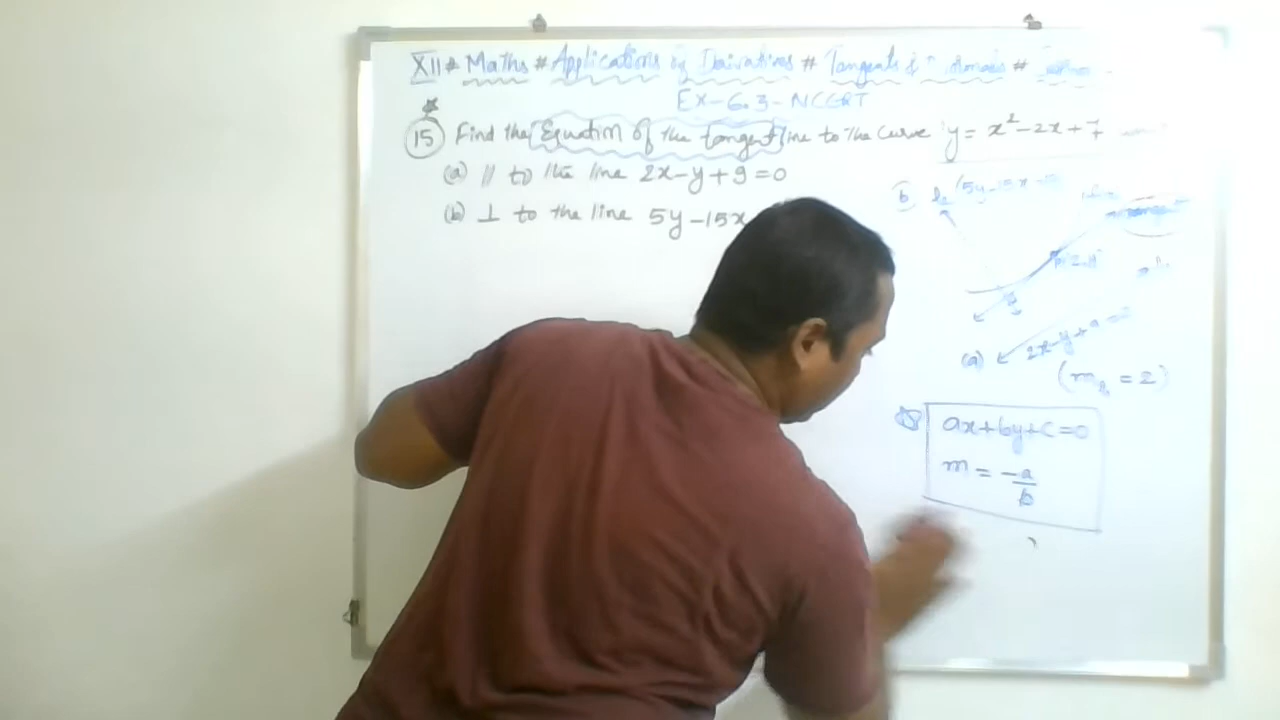 XII # Maths # Applications of Derivatives # Tangents & Normals #
Ex-6.3-NCERT
15 Find the Equation of the tangent line to the curve y = x² - 2x + 7
(a) || to the line 2x - y + 9 = 0
(b) ⊥ to the line 5y - 15x
b (5y - 15x
(a) 2x - y + 9 =
= 2)
ax + by + c = 0
m = -a/b